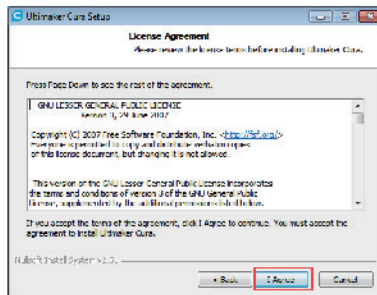 Ultimaker Cura Setup
License Agreement
Please review the license terms before installing Ultimaker Cura.
Press Page Down to see the rest of the agreement.
GNU LESSER GENERAL PUBLIC LICENSE
Version 3, 29 June 2007
Copyright (C) 2007 Free Software Foundation, Inc. <http://fsf.org/>
Everyone is permitted to copy and distribute verbatim copies
of this license document, but changing it is not allowed.
This version of the GNU Lesser General Public License incorporates
the terms and conditions of version 3 of the GNU General Public
License, supplemented by the additional permissions listed below.
If you accept the terms of the agreement, click I Agree to continue. You must accept the
agreement to install Ultimaker Cura.
Nullsoft Install System
< Back
I Agree
Cancel